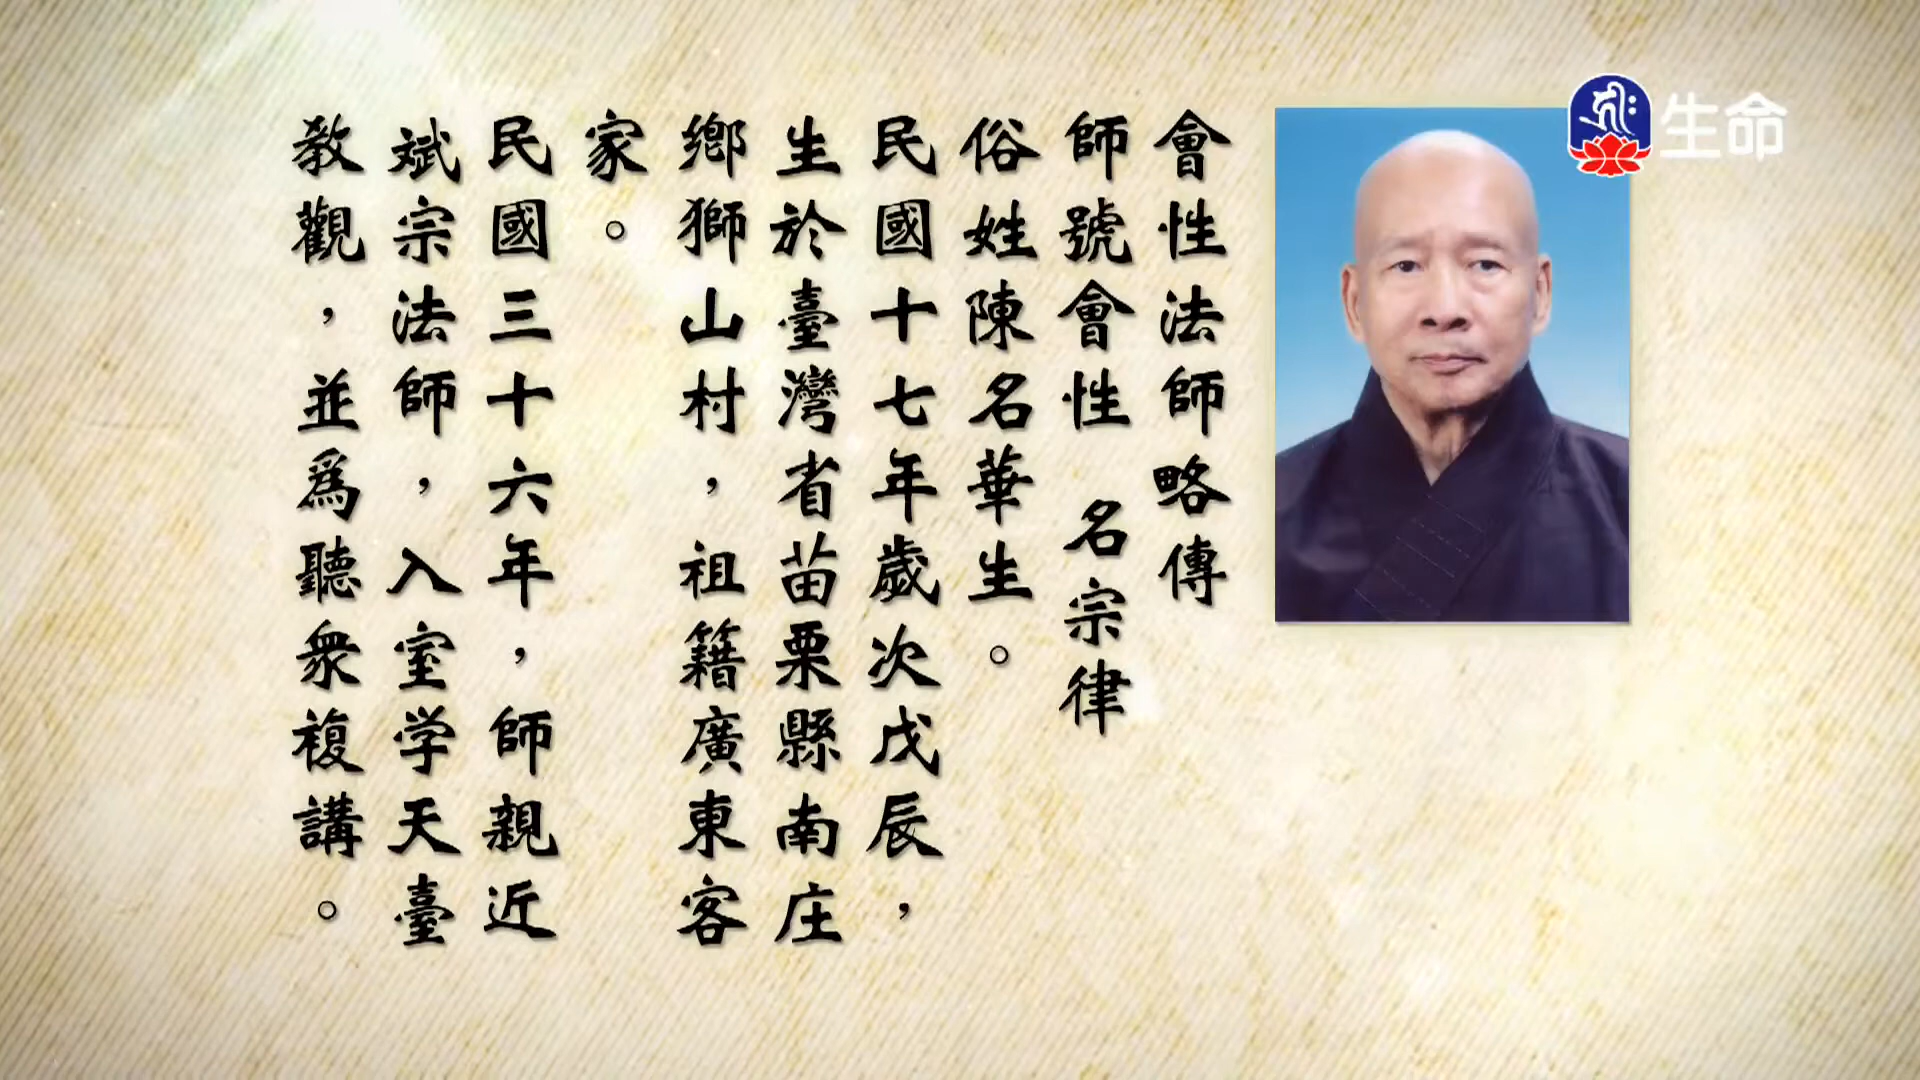 會性法師略傳
師號會性 名宗律
俗姓陳名華生。
民國十七年歲次戊辰，
生於臺灣省苗栗縣南庄
鄉獅山村，祖籍廣東客
家。
民國三十六年，師親近
斌宗法師，入室学天臺
教觀，並為聽眾複講。
生命